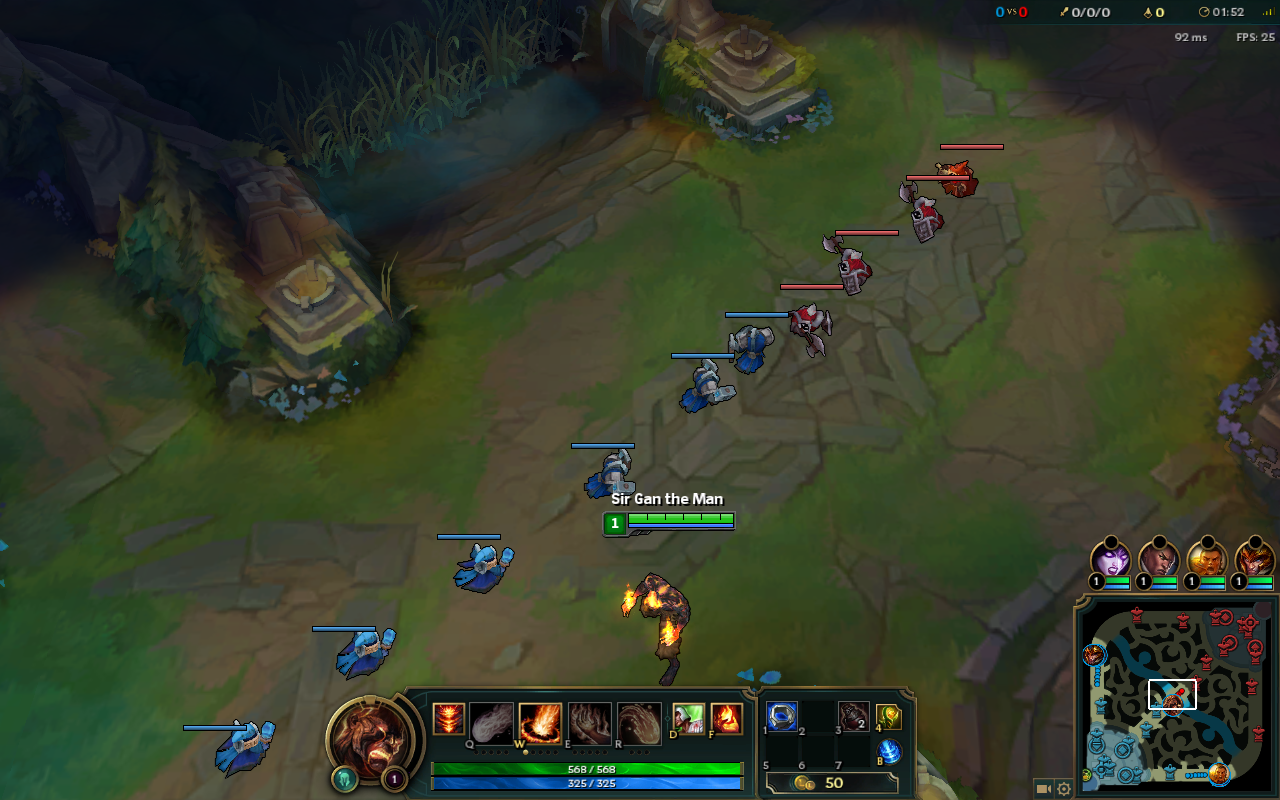 0 vs 0 0/0/0 0 01:52
92 ms FPS: 25
Sir Gan the Man
1
1 1 1 1
Q W E R D F
1 2 3 2 4
5 6 7 B
568 / 568
325 / 325
1
50